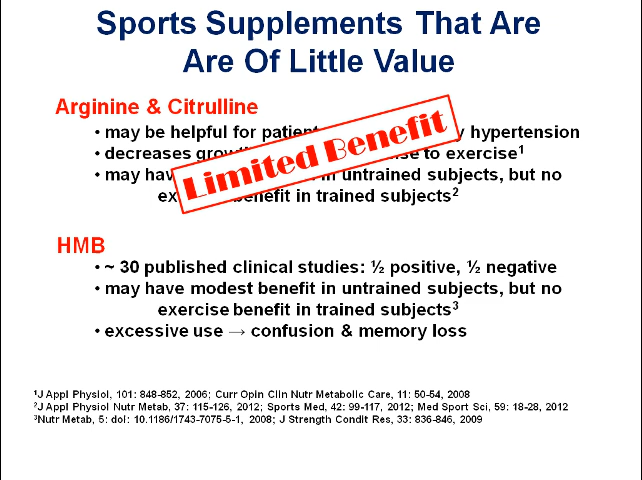 Sports Supplements That Are
Are Of Little Value
Arginine & Citrulline
• may be helpful for hypertension
• decreases to exercise¹
• may in untrained subjects, but no
benefit in trained subjects²
Limited Benefit
HMB
• ~ 30 published clinical studies: ½ positive, ½ negative
• may have modest benefit in untrained subjects, but no
exercise benefit in trained subjects³
• excessive use → confusion & memory loss
¹J Appl Physiol, 101: 848-852, 2006; Curr Opin Clin Nutr Metabolic Care, 11: 50-54, 2008
²J Appl Physiol Nutr Metab, 37: 115-126, 2012; Sports Med, 42: 99-117, 2012; Med Sport Sci, 59: 18-28, 2012
³Nutr Metab, 5: doi: 10.1186/1743-7075-5-1, 2008; J Strength Condit Res, 33: 836-846, 2009